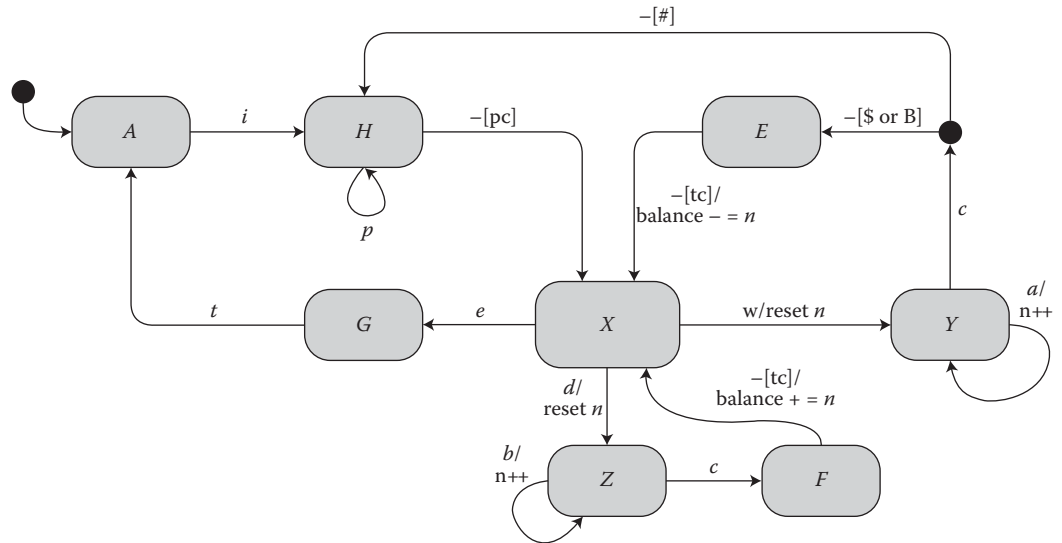 –[#]
A
i
H
–[pc]
E
–[$ or B]
p
–[tc]/
balance – = n
c
t
G
e
X
w/reset n
Y
a/
n++
d/
reset n
–[tc]/
balance + = n
b/
n++
Z
c
F